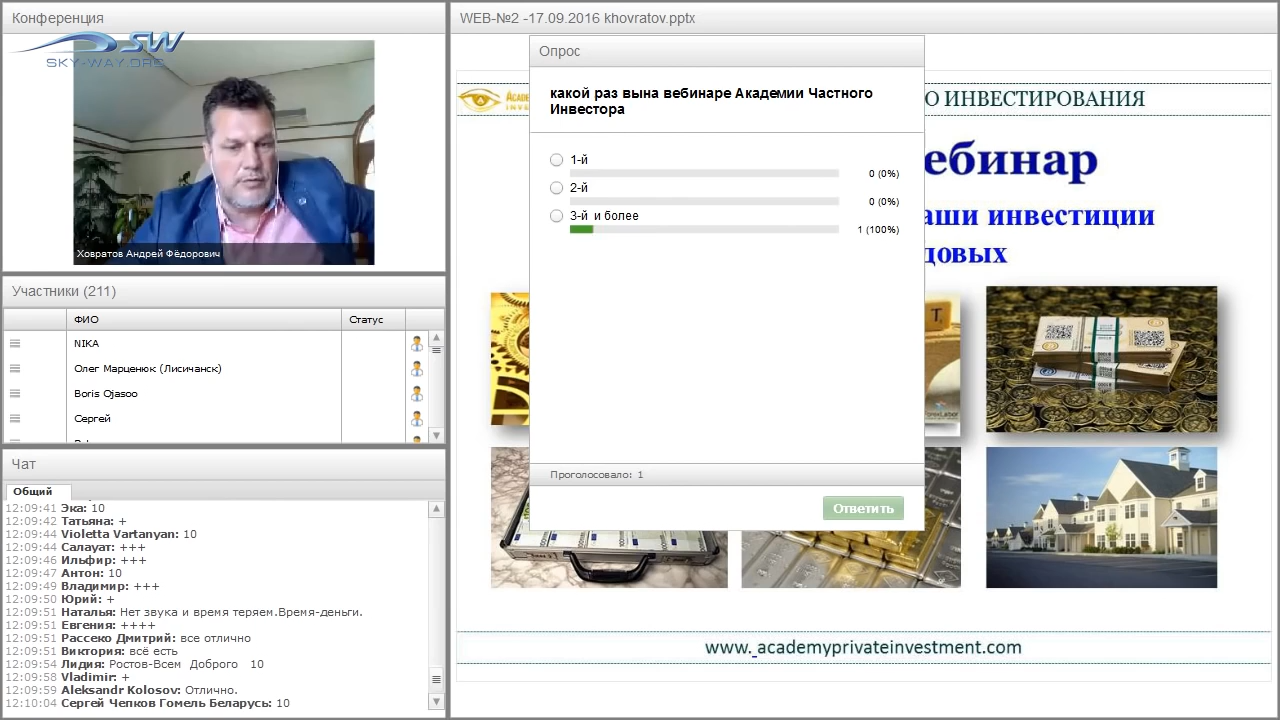 Конференция
SW
SKY-WAY.ORG
Ховратов Андрей Фёдорович
Участники (211)
ФИО Статус
NIKA
Олег Марценюк (Лисичанск)
Boris Ojasoo
Сергей
Чат
Общий
12:09:41 Эка: 10
12:09:42 Татьяна: +
12:09:44 Violetta Vartanyan: 10
12:09:44 Салауат: +++
12:09:46 Ильфир: +++
12:09:47 Антон: 10
12:09:49 Владимир: +++
12:09:50 Юрий: +
12:09:51 Наталья: Нет звука и время теряем.Время-деньги.
12:09:51 Евгения: ++++
12:09:51 Рассеко Дмитрий: все отлично
12:09:51 Виктория: всё есть
12:09:54 Лидия: Ростов-Всем Доброго 10
12:09:58 Vladimir: +
12:09:59 Aleksandr Kolosov: Отлично.
12:10:04 Сергей Чепков Гомель Беларусь: 10
WEB-№2 -17.09.2016 khovratov.pptx
Опрос
какой раз вына вебинаре Академии Частного
Инвестора
1-й
0 (0%)
2-й
0 (0%)
3-й и более
1 (100%)
Проголосовало: 1
Ответить
О ИНВЕСТИРОВАНИЯ
ебинар
аши инвестиции
довых
www._academyprivateinvestment.com